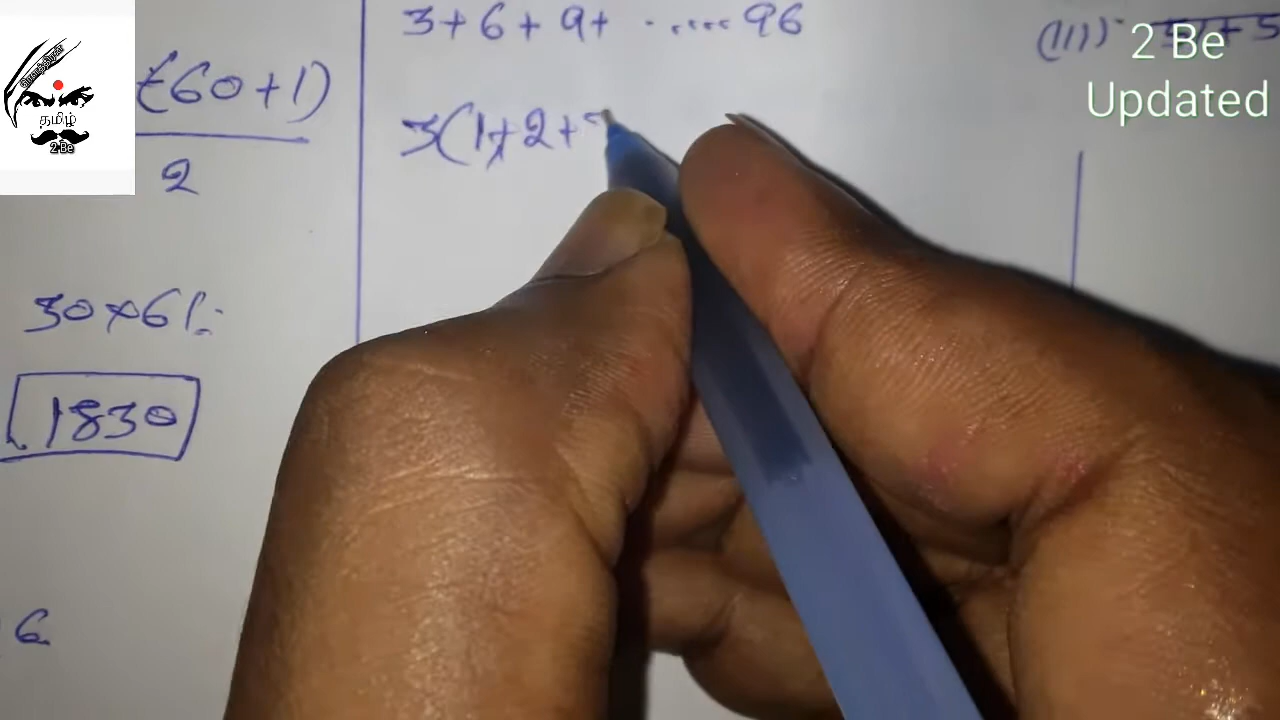 (60+1)
2
30×61:
1830
6
3+6+9+ ...... 96
3(1+2+
(III)
2 Be
Updated
தமிழ்
2 Be